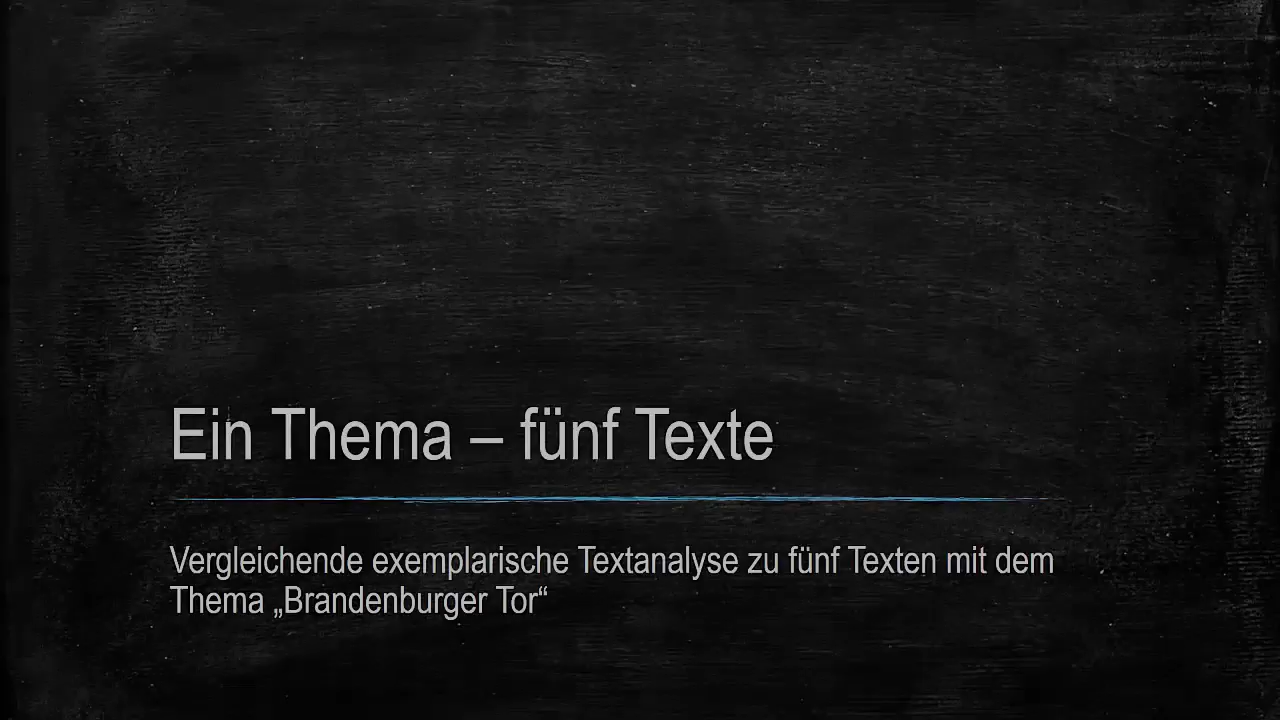 Ein Thema – fünf Texte
Vergleichende exemplarische Textanalyse zu fünf Texten mit dem
Thema „Brandenburger Tor“